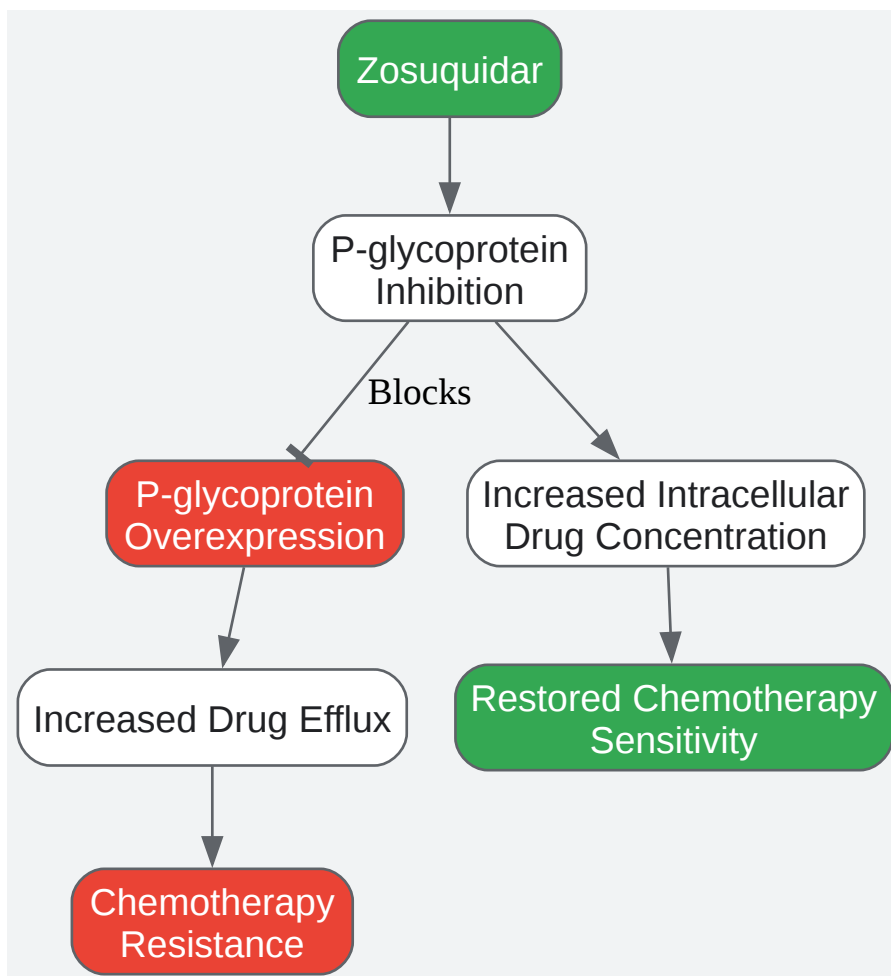 Zosuquidar
P-glycoprotein
Inhibition
Blocks
P-glycoprotein
Overexpression
Increased Intracellular
Drug Concentration
Increased Drug Efflux
Restored Chemotherapy
Sensitivity
Chemotherapy
Resistance